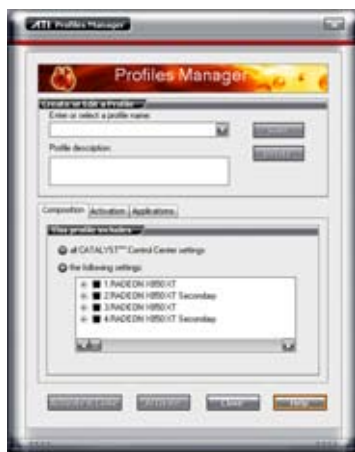 ATI Profiles Manager
Profiles Manager
Create or Edit a Profile
Enter or select a profile name:
Profile description:
Composition Activation Applications
This profile includes
all CATALYST™ Control Center settings
the following settings:
1 RADEON X850 XT
2 RADEON X850 XT Secondary
3 RADEON X850 XT
4 RADEON X850 XT Secondary
Activate
Close
Help